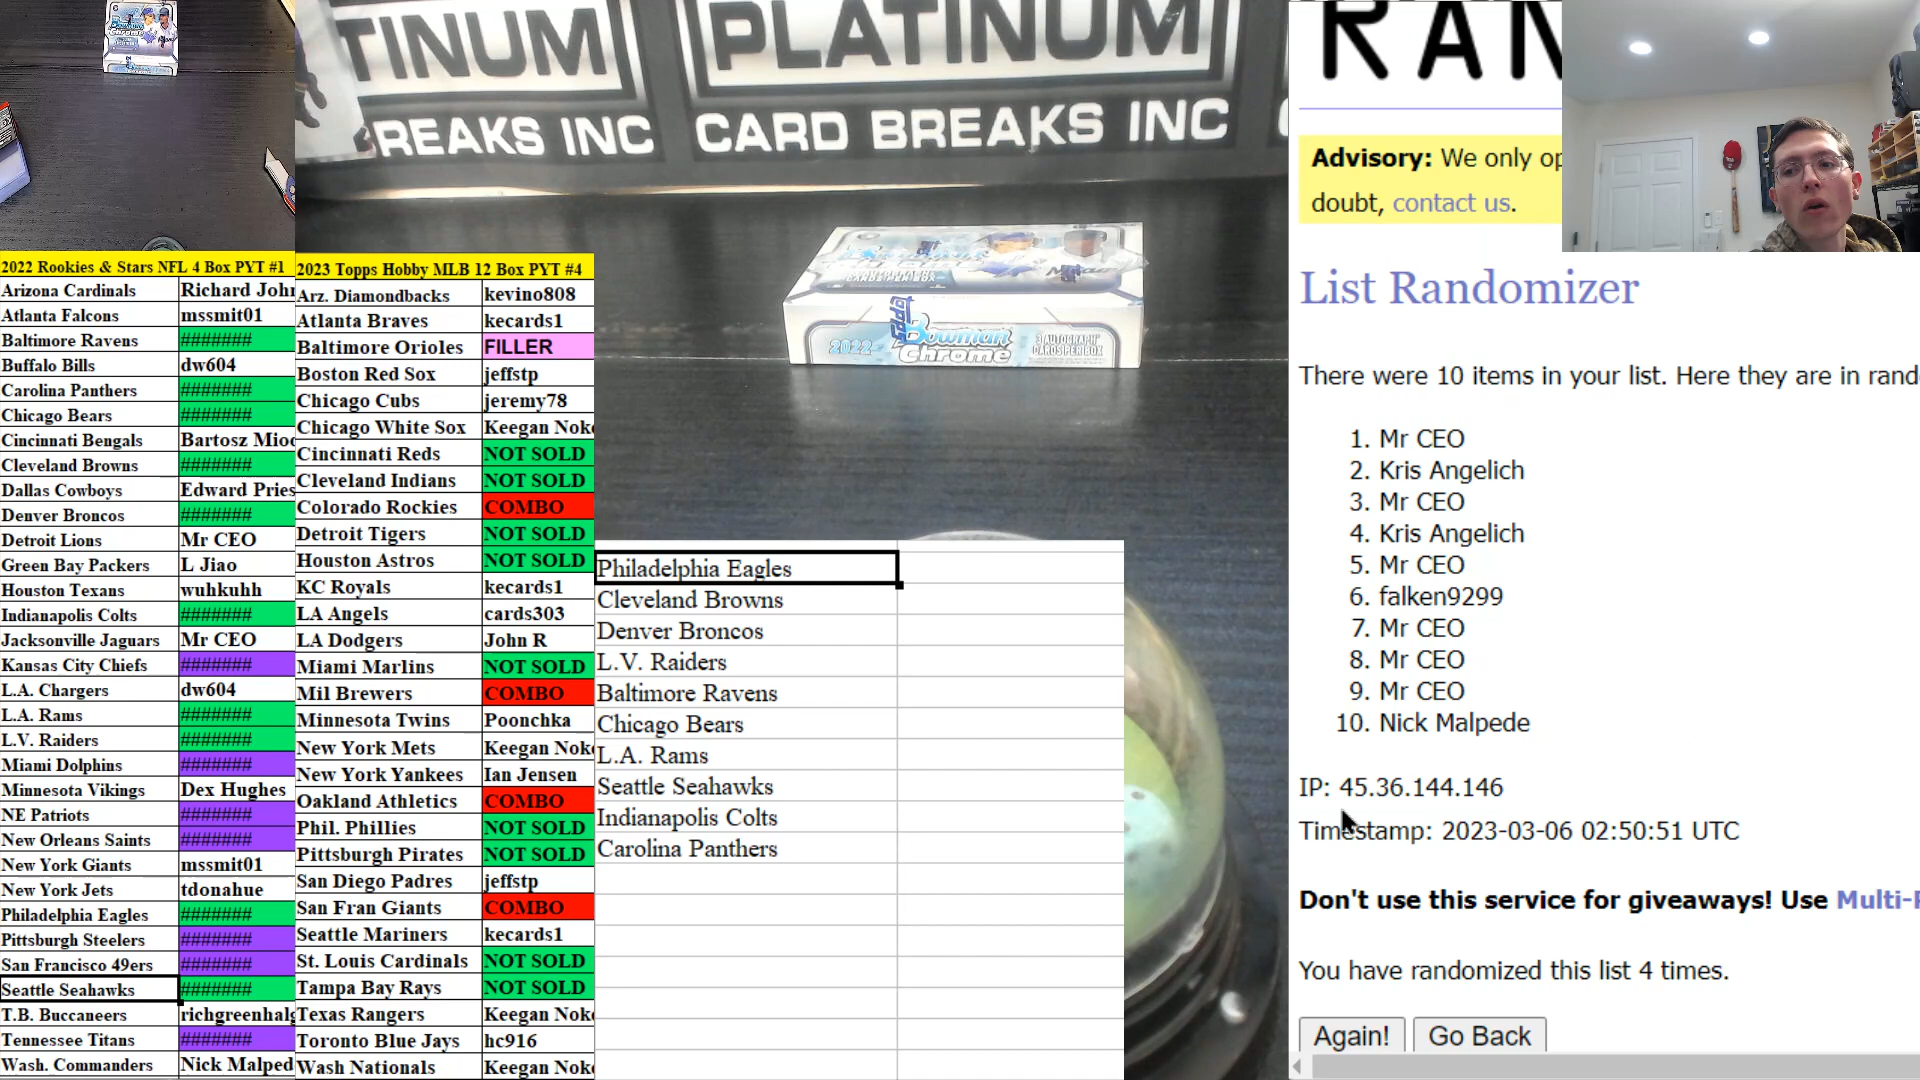 TINUM
PLATINUM
REAKS INC
CARD BREAKS INC
Bowman
Chrome
2022
Bowman
Chrome
topps
3 AUTOGRAPH
CARDS PER BOX
2022 Rookies & Stars NFL 4 Box PYT #1
Arizona Cardinals Richard John
Atlanta Falcons mssmit01
Baltimore Ravens #######
Buffalo Bills dw604
Carolina Panthers #######
Chicago Bears #######
Cincinnati Bengals Bartosz Mioc
Cleveland Browns #######
Dallas Cowboys Edward Pries
Denver Broncos #######
Detroit Lions Mr CEO
Green Bay Packers L Jiao
Houston Texans wuhkuhh
Indianapolis Colts #######
Jacksonville Jaguars Mr CEO
Kansas City Chiefs #######
L.A. Chargers dw604
L.A. Rams #######
L.V. Raiders #######
Miami Dolphins #######
Minnesota Vikings Dex Hughes
NE Patriots #######
New Orleans Saints #######
New York Giants mssmit01
New York Jets tdonahue
Philadelphia Eagles #######
Pittsburgh Steelers #######
San Francisco 49ers #######
Seattle Seahawks #######
T.B. Buccaneers richgreenhalg
Tennessee Titans #######
Wash. Commanders Nick Malped
2023 Topps Hobby MLB 12 Box PYT #4
Arz. Diamondbacks kevino808
Atlanta Braves kecards1
Baltimore Orioles FILLER
Boston Red Sox jeffstp
Chicago Cubs jeremy78
Chicago White Sox Keegan Nok
Cincinnati Reds NOT SOLD
Cleveland Indians NOT SOLD
Colorado Rockies COMBO
Detroit Tigers NOT SOLD
Houston Astros NOT SOLD
KC Royals kecards1
LA Angels cards303
LA Dodgers John R
Miami Marlins NOT SOLD
Mil Brewers COMBO
Minnesota Twins Poonchka
New York Mets Keegan Nok
New York Yankees Ian Jensen
Oakland Athletics COMBO
Phil. Phillies NOT SOLD
Pittsburgh Pirates NOT SOLD
San Diego Padres jeffstp
San Fran Giants COMBO
Seattle Mariners kecards1
St. Louis Cardinals NOT SOLD
Tampa Bay Rays NOT SOLD
Texas Rangers Keegan Nok
Toronto Blue Jays hc916
Wash Nationals Keegan Nok
Philadelphia Eagles
Cleveland Browns
Denver Broncos
L.V. Raiders
Baltimore Ravens
Chicago Bears
L.A. Rams
Seattle Seahawks
Indianapolis Colts
Carolina Panthers
RAN
Advisory: We only op
doubt, contact us.
List Randomizer
There were 10 items in your list. Here they are in rand
1. Mr CEO
2. Kris Angelich
3. Mr CEO
4. Kris Angelich
5. Mr CEO
6. falken9299
7. Mr CEO
8. Mr CEO
9. Mr CEO
10. Nick Malpede
IP: 45.36.144.146
Timestamp: 2023-03-06 02:50:51 UTC
Don't use this service for giveaways! Use Multi-
You have randomized this list 4 times.
Again! Go Back